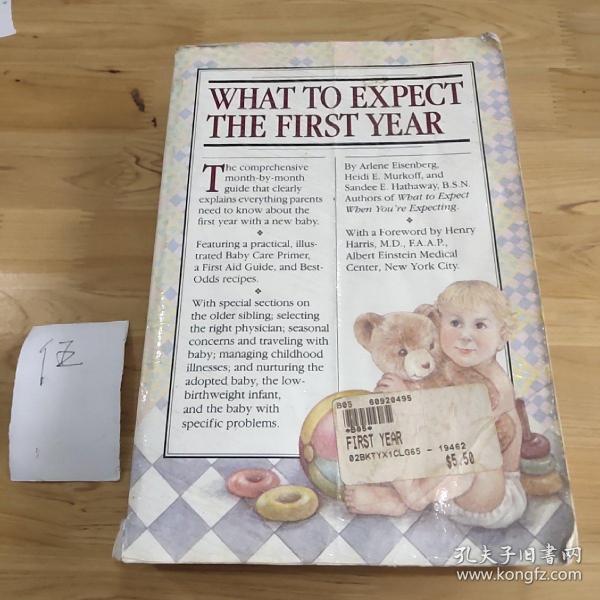 WHAT TO EXPECT
THE FIRST YEAR
The comprehensive
month-by-month
guide that clearly
explains everything parents
need to know about the
first year with a new baby.
Featuring a practical, illus-
trated Baby Care Primer,
a First Aid Guide, and Best-
Odds recipes.
With special sections on
the older sibling; selecting
the right physician; seasonal
concerns and traveling with
baby; managing childhood
illnesses; and nurturing the
adopted baby, the low-
birthweight infant,
and the baby with
specific problems.
By Arlene Eisenberg,
Heidi E. Murkoff, and
Sandee E. Hathaway, B.S.N.
Authors of What to Expect
When You're Expecting.
With a Foreword by Henry
Harris, M.D., F.A.A.P.,
Albert Einstein Medical
Center, New York City.
B05 60920495
*B05*
FIRST YEAR
02BKTYX1CLG65 - 19462
$5.50
伍
孔夫子旧书网
www.kongfz.com